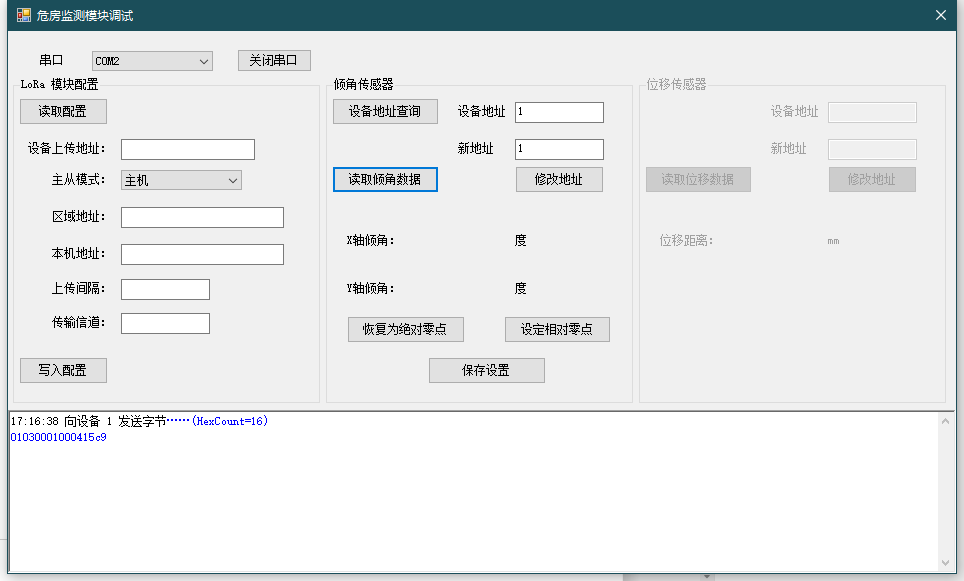 危房监测模块调试
串口 COM2 关闭串口
LoRa 模块配置
读取配置
设备上传地址:
主从模式: 主机
区域地址:
本机地址:
上传间隔:
传输信道:
写入配置
倾角传感器
设备地址查询 设备地址 1
新地址 1
读取倾角数据 修改地址
X轴倾角: 度
Y轴倾角: 度
恢复为绝对零点 设定相对零点
保存设置
位移传感器
设备地址
新地址
读取位移数据 修改地址
位移距离: mm
17:16:38 向设备 1 发送字节……(HexCount=16)
01030001000415c9